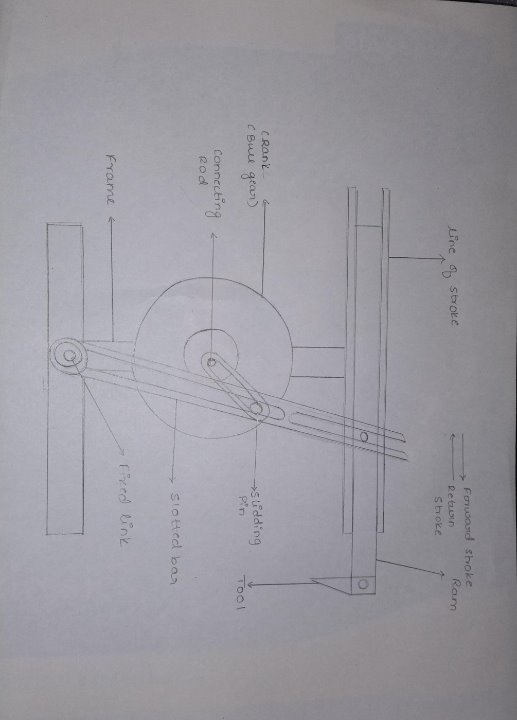 Line of stroke
Forward stroke
Return
stroke
Ram
Crank
(Bull gear)
Connecting
Rod
Frame
Slidding
Pin
Tool
Slotted bar
Fixed link